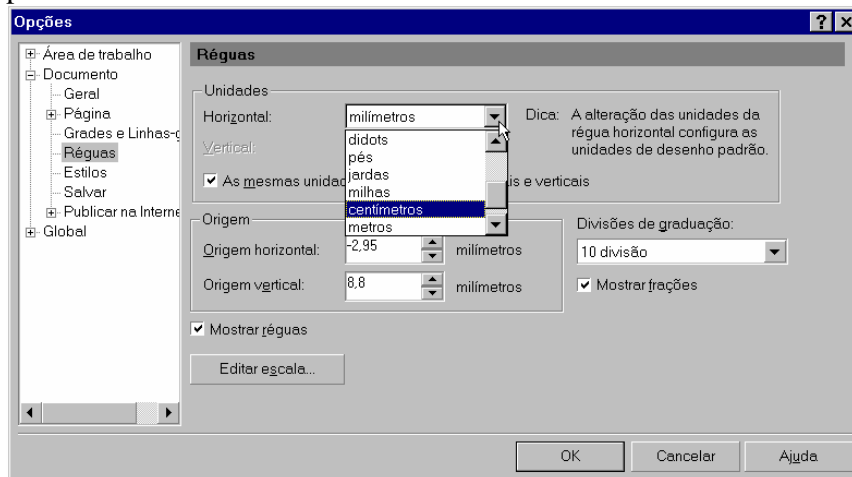 Opções
Área de trabalho
Documento
Geral
Página
Grades e Linhas-g
Réguas
Estilos
Salvar
Publicar na Interne
Global
Réguas
Unidades
Horizontal:
milímetros
Dica: A alteração das unidades da
régua horizontal configura as
unidades de desenho padrão.
Vertical:
didots
pés
jardas
milhas
centímetros
metros
As mesmas unidad
is e verticais
Origem
Origem horizontal:
-2,95
milímetros
Origem vertical:
8,8
milímetros
Divisões de graduação:
10 divisão
Mostrar frações
Mostrar réguas
Editar escala...
OK
Cancelar
Ajuda